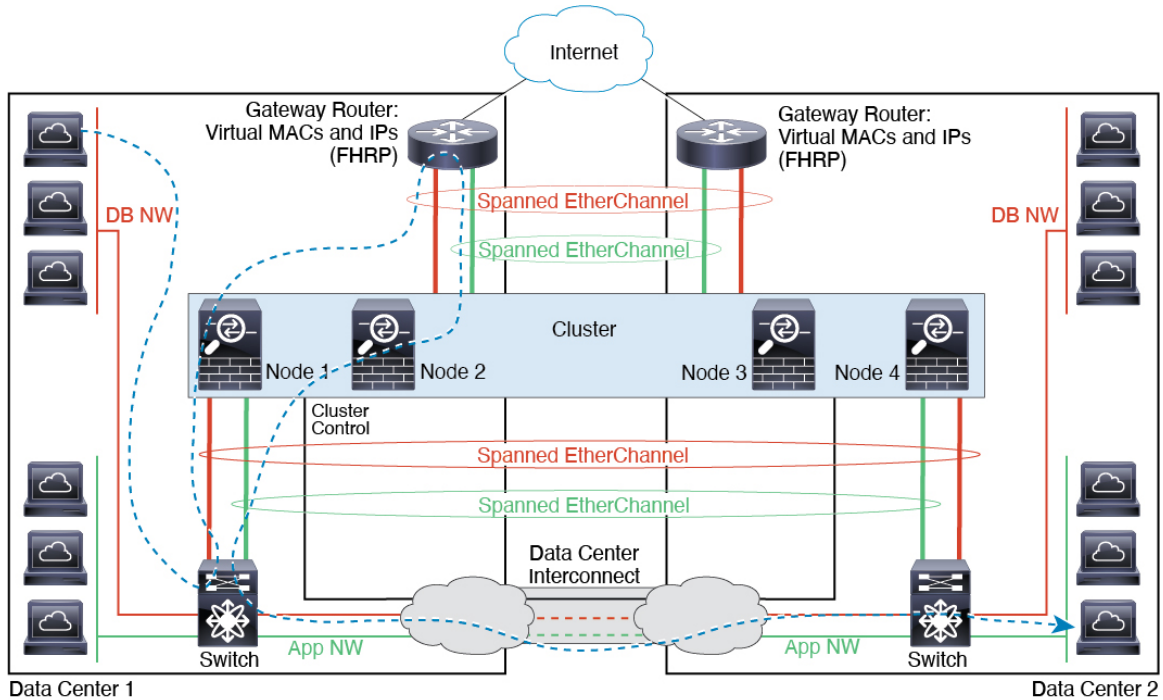 Internet
Gateway Router:
Virtual MACs and IPs
(FHRP)
Gateway Router:
Virtual MACs and IPs
(FHRP)
Spanned EtherChannel
DB NW
DB NW
Spanned EtherChannel
Cluster
Node 1
Node 2
Node 3
Node 4
Cluster
Control
Spanned EtherChannel
Spanned EtherChannel
Data Center
Interconnect
App NW
App NW
Switch
Switch
Data Center 1
Data Center 2